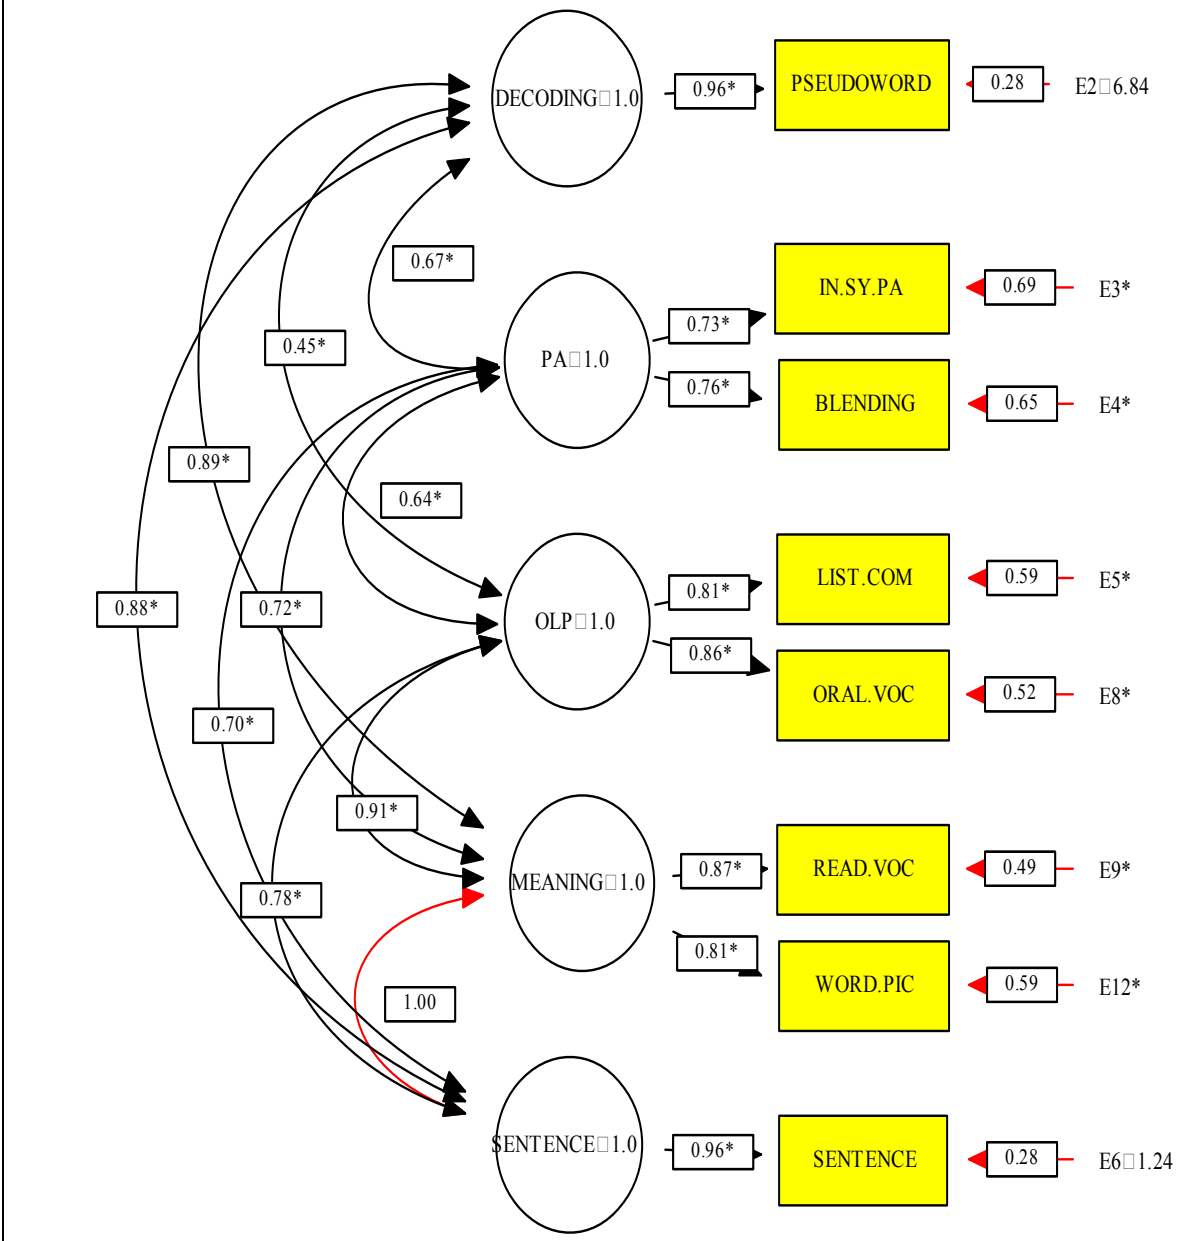 DECODING□1.0
0.96*
PSEUDOWORD
0.28
E2□6.84
0.67*
IN.SY.PA
0.69
E3*
0.73*
0.45*
PA□1.0
0.76*
BLENDING
0.65
E4*
0.89*
0.64*
LIST.COM
0.59
E5*
0.81*
0.88*
0.72*
OLP□1.0
0.86*
ORAL.VOC
0.52
E8*
0.70*
0.91*
READ.VOC
0.49
E9*
0.87*
MEANING□1.0
0.78*
0.81*
WORD.PIC
0.59
E12*
1.00
SENTENCE□1.0
0.96*
SENTENCE
0.28
E6□1.24